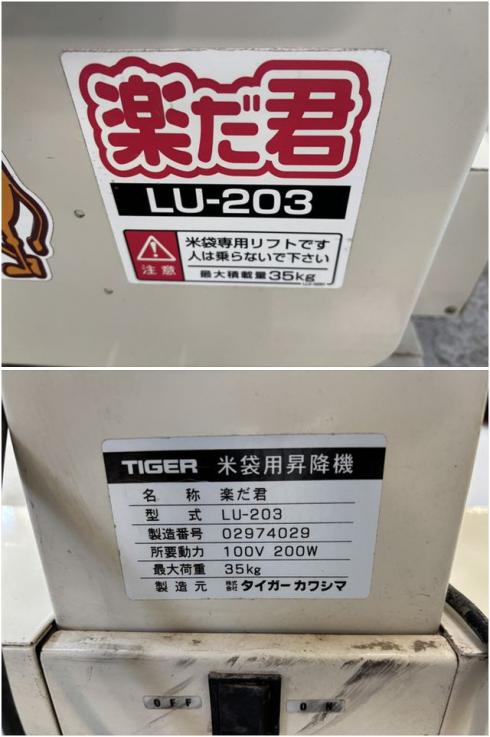 楽だ君
LU-203
注意
米袋専用リフトです
人は乗らないで下さい
最大積載量35kg
TIGER 米袋用昇降機
名称 楽だ君
型式 LU-203
製造番号 02974029
所要動力 100V 200W
最大荷重 35kg
製造元 株式会社タイガーカワシマ
OFF ON